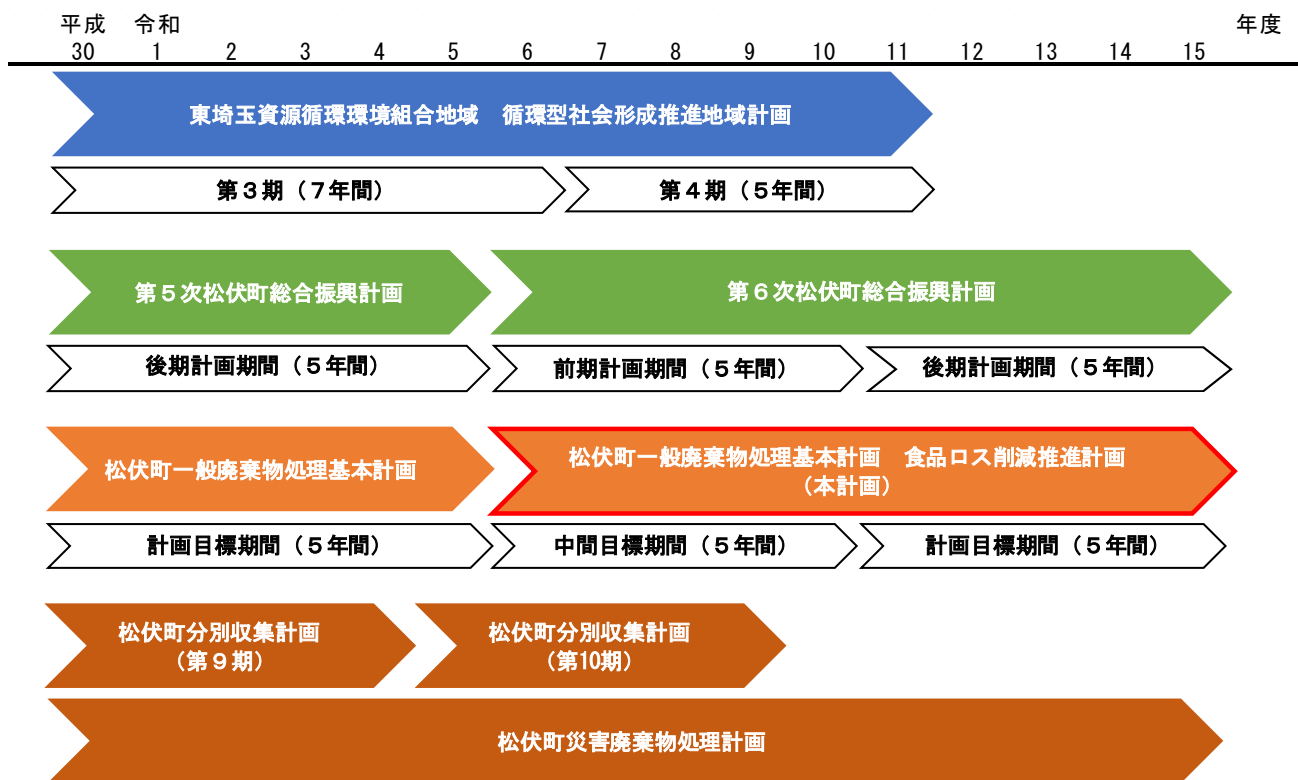 平成 令和 年度
30 1 2 3 4 5 6 7 8 9 10 11 12 13 14 15
東埼玉資源循環環境組合地域 循環型社会形成推進地域計画
第3期（7年間） 第4期（5年間）
第5次松伏町総合振興計画 第6次松伏町総合振興計画
後期計画期間（5年間） 前期計画期間（5年間） 後期計画期間（5年間）
松伏町一般廃棄物処理基本計画
松伏町一般廃棄物処理基本計画 食品ロス削減推進計画
（本計画）
計画目標期間（5年間） 中間目標期間（5年間） 計画目標期間（5年間）
松伏町分別収集計画
（第9期）
松伏町分別収集計画
（第10期）
松伏町災害廃棄物処理計画